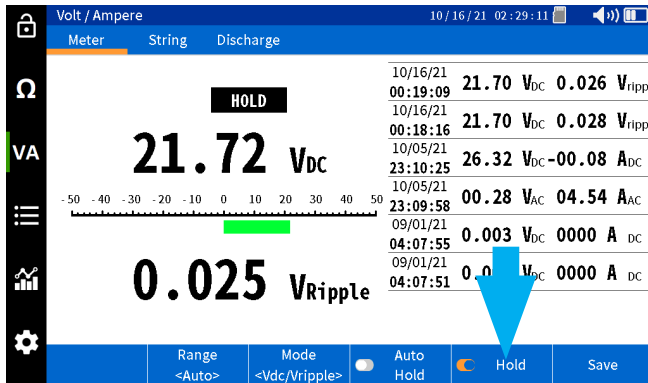 Volt / Ampere 10/16/21 02:29:11
Meter String Discharge
Ω
VA
HOLD
21.72 VDC
-50 -40 -30 -20 -10 0 10 20 30 40 50
0.025 VRipple
10/16/21
00:19:09 21.70 VDC 0.026 Vripp
10/16/21
00:18:16 21.70 VDC 0.028 Vripp
10/05/21
23:10:25 26.32 VDC -00.08 ADC
10/05/21
23:09:58 00.28 VAC 04.54 AAC
09/01/21
04:07:55 0.003 VDC 0000 A DC
09/01/21
04:07:51 VDC 0000 A DC
Range Mode Auto
<Auto> <Vdc/Vripple> Hold Hold Save